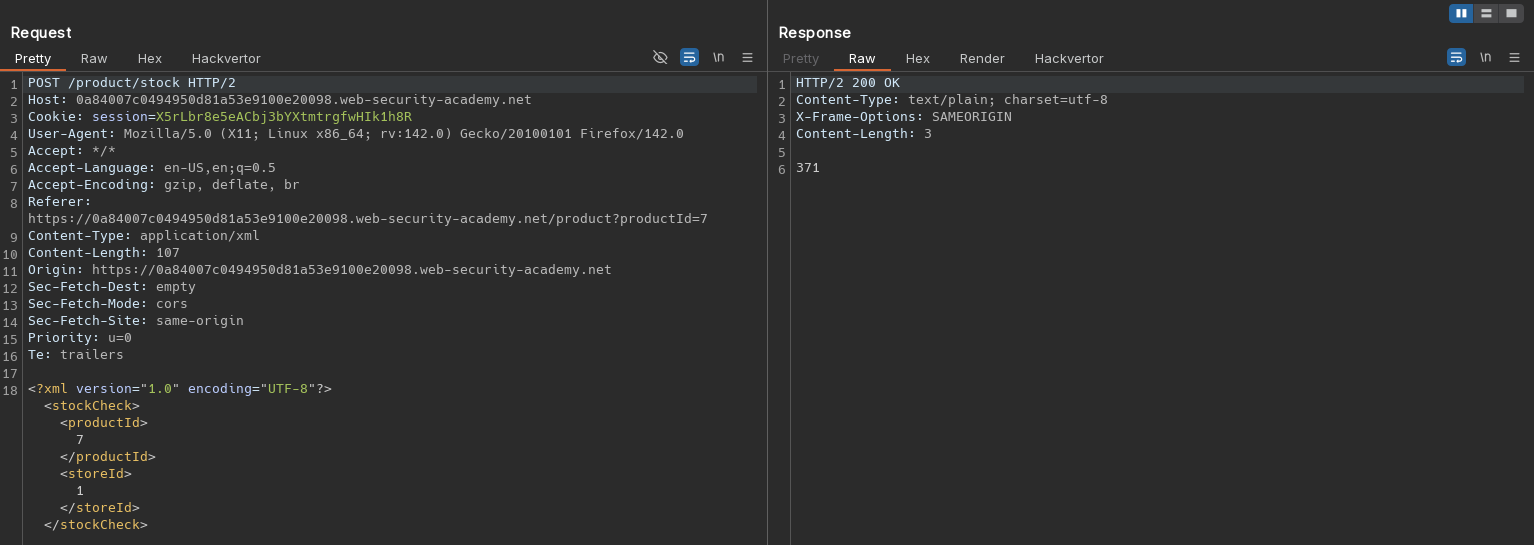 Request
Pretty Raw Hex Hackvertor \n
1 POST /product/stock HTTP/2
2 Host: 0a84007c0494950d81a53e9100e20098.web-security-academy.net
3 Cookie: session=X5rLbr8e5eACbj3bYXtmtrgfwHIk1h8R
4 User-Agent: Mozilla/5.0 (X11; Linux x86_64; rv:142.0) Gecko/20100101 Firefox/142.0
5 Accept: */*
6 Accept-Language: en-US,en;q=0.5
7 Accept-Encoding: gzip, deflate, br
8 Referer:
https://0a84007c0494950d81a53e9100e20098.web-security-academy.net/product?productId=7
9 Content-Type: application/xml
10 Content-Length: 107
11 Origin: https://0a84007c0494950d81a53e9100e20098.web-security-academy.net
12 Sec-Fetch-Dest: empty
13 Sec-Fetch-Mode: cors
14 Sec-Fetch-Site: same-origin
15 Priority: u=0
16 Te: trailers
17
18 <?xml version="1.0" encoding="UTF-8"?>
<stockCheck>
<productId>
7
</productId>
<storeId>
1
</storeId>
</stockCheck>
Response
Pretty Raw Hex Render Hackvertor \n
1 HTTP/2 200 OK
2 Content-Type: text/plain; charset=utf-8
3 X-Frame-Options: SAMEORIGIN
4 Content-Length: 3
5
6 371